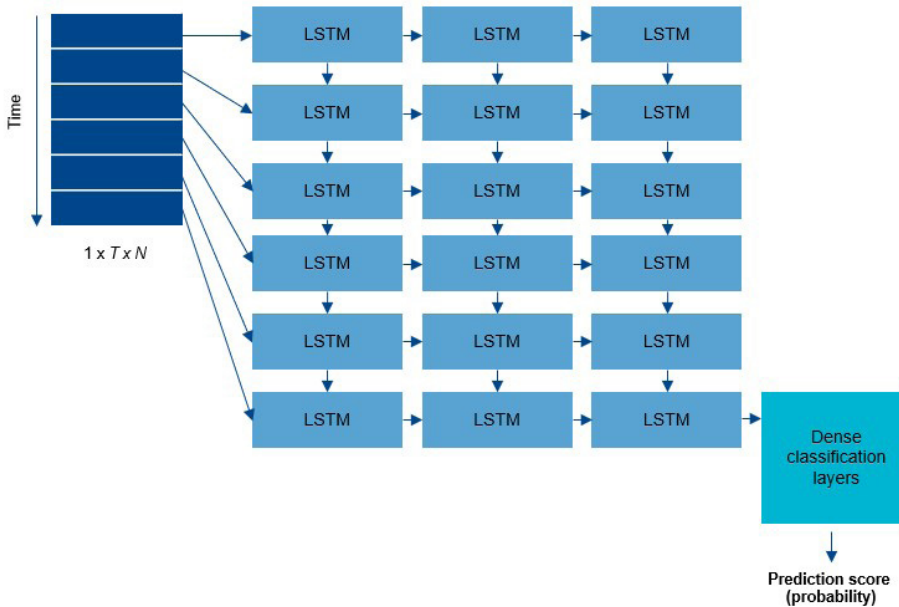 Time
1 x T x N
LSTM LSTM LSTM
LSTM LSTM LSTM
LSTM LSTM LSTM
LSTM LSTM LSTM
LSTM LSTM LSTM
LSTM LSTM LSTM
Dense
classification
layers
Prediction score
(probability)